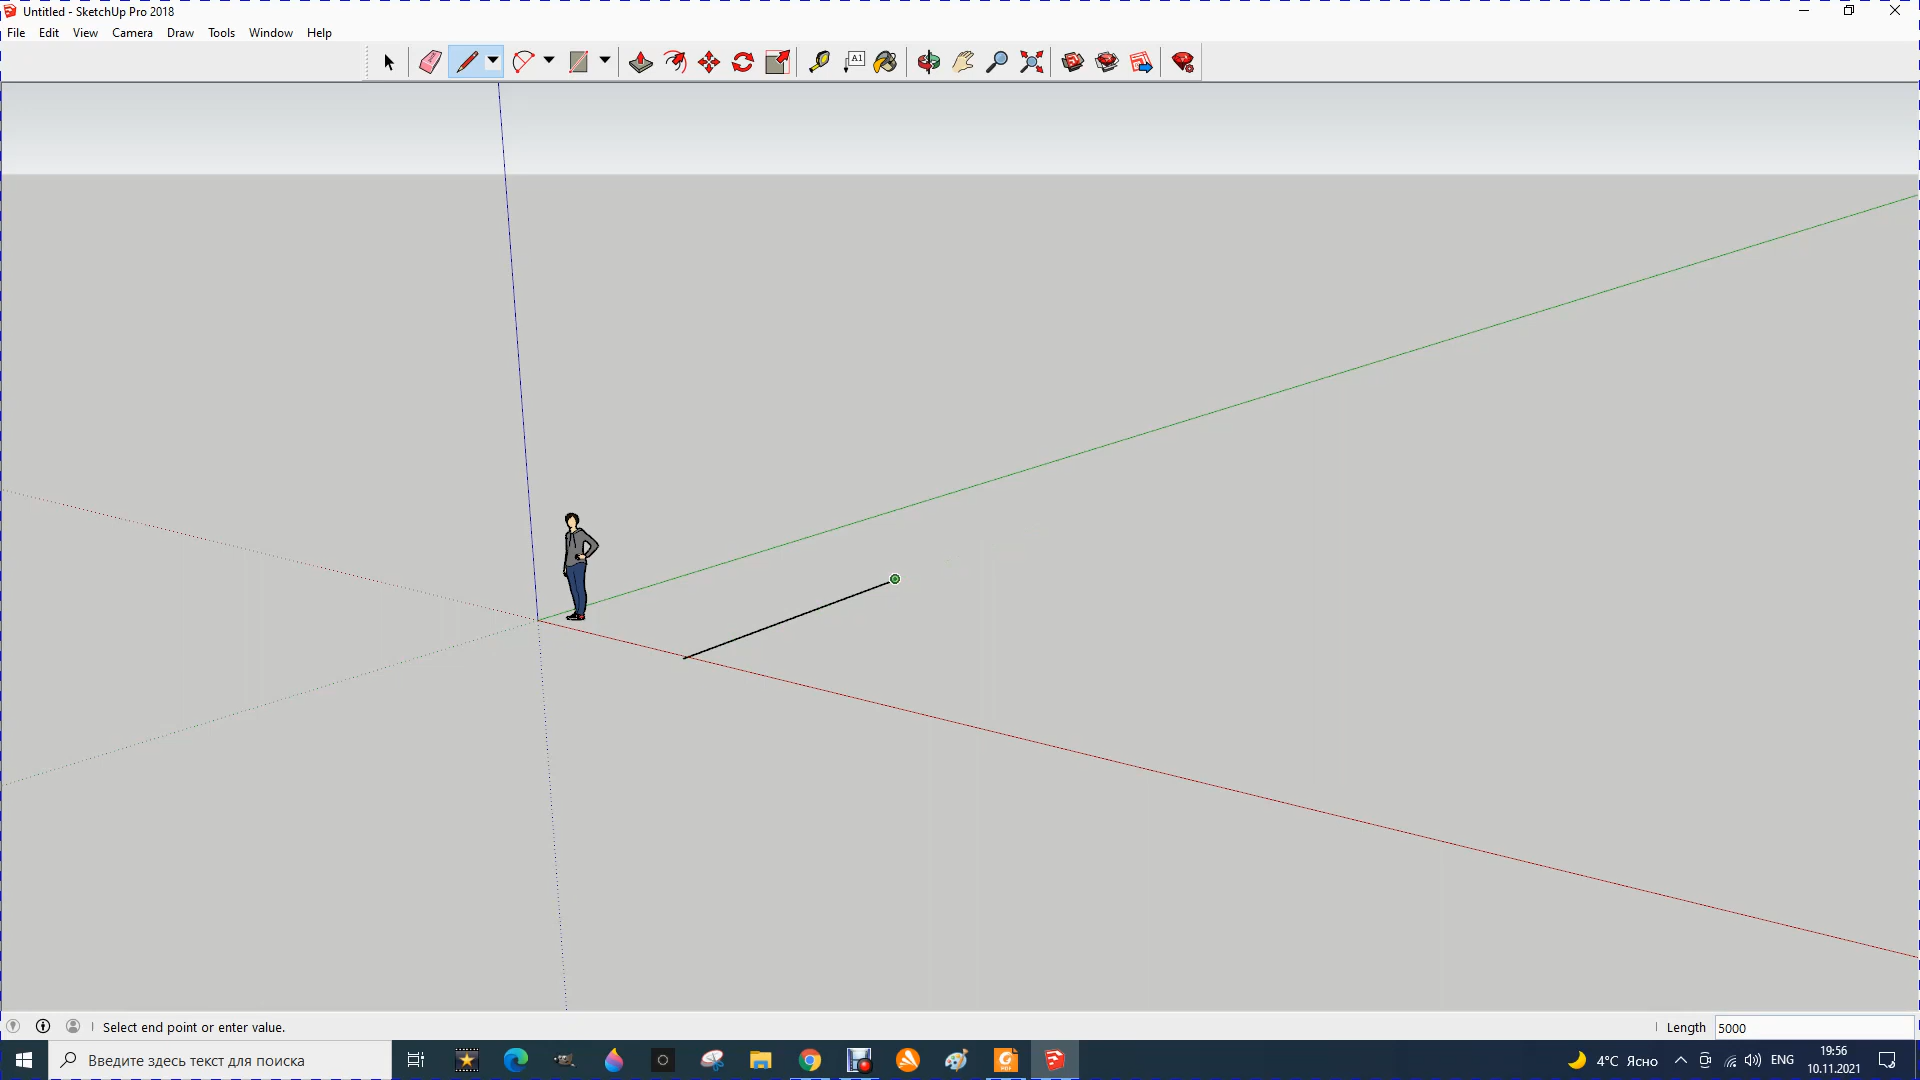 Untitled - SketchUp Pro 2018
File Edit View Camera Draw Tools Window Help
A1
Select end point or enter value.
Length 5000
Введите здесь текст для поиска
4°C Ясно
ENG
19:56
10.11.2021